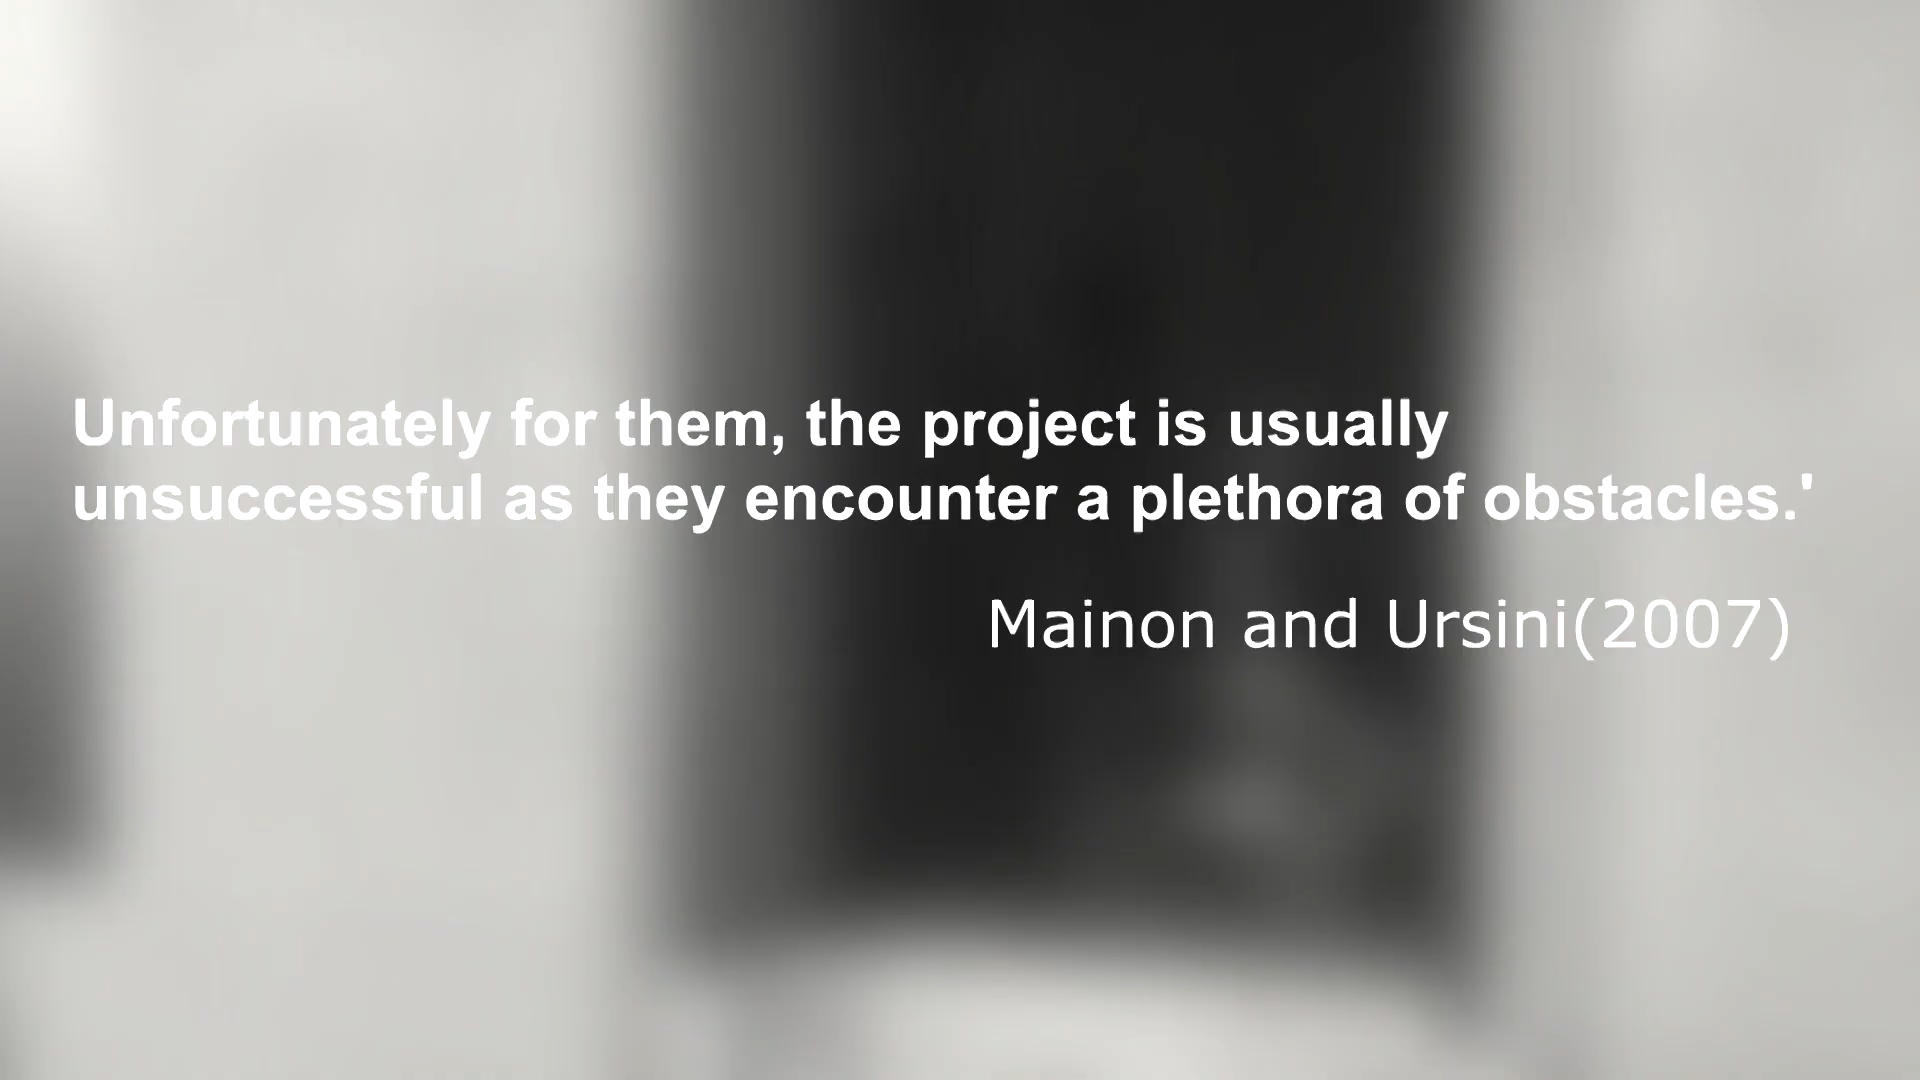 Unfortunately for them, the project is usually
unsuccessful as they encounter a plethora of obstacles.'
Mainon and Ursini(2007)